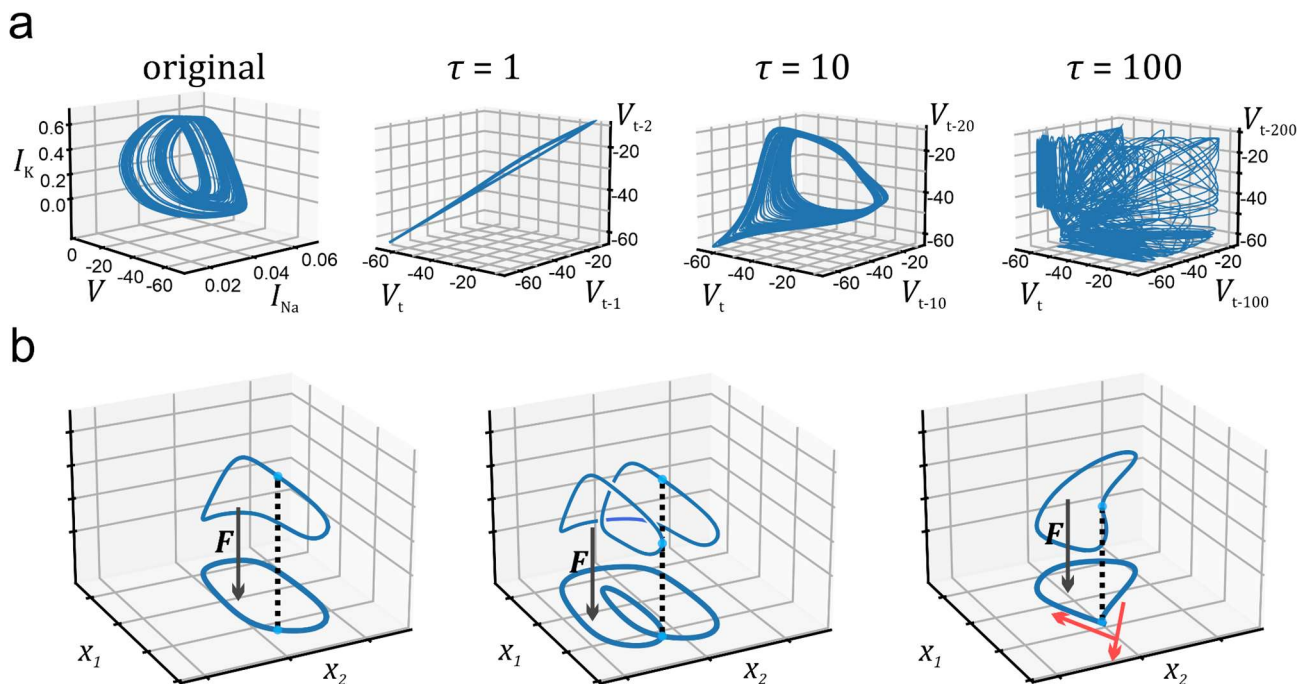 a
original
τ = 1
τ = 10
τ = 100
I_K
0.6
0.4
0.2
0.0
0
-20
-40
-60
V
0.02
0.04
0.06
I_Na
V_t-2
-20
-40
-60
-60
-40
-20
V_t
-60
-40
-20
V_t-1
V_t-20
-20
-40
-60
-60
-40
-20
V_t
-60
-40
-20
V_t-10
V_t-200
-20
-40
-60
-60
-40
-20
V_t
-60
-40
-20
V_t-100
b
F
x_1
x_2
F
x_1
x_2
F
x_1
x_2